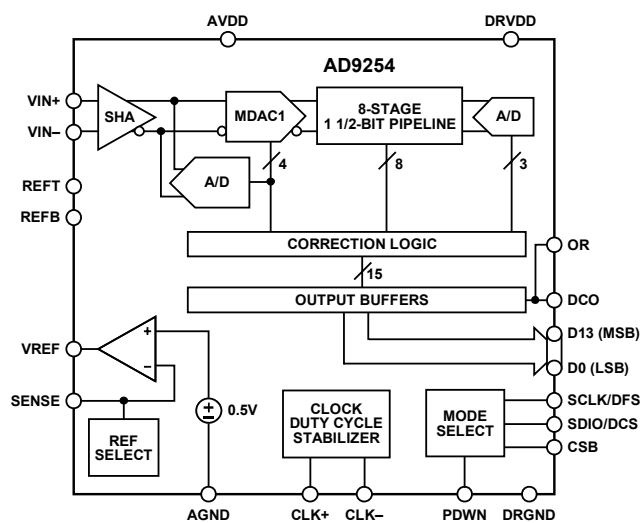 AVDD
DRVDD
AD9254
VIN+
SHA
MDAC1
8-STAGE
1 1/2-BIT PIPELINE
A/D
VIN–
4
8
3
A/D
REFT
REFB
CORRECTION LOGIC
OR
15
OUTPUT BUFFERS
DCO
D13 (MSB)
VREF
+
–
D0 (LSB)
SENSE
0.5V
CLOCK
DUTY CYCLE
STABILIZER
MODE
SELECT
SCLK/DFS
SDIO/DCS
CSB
REF
SELECT
AGND
CLK+
CLK–
PDWN
DRGND